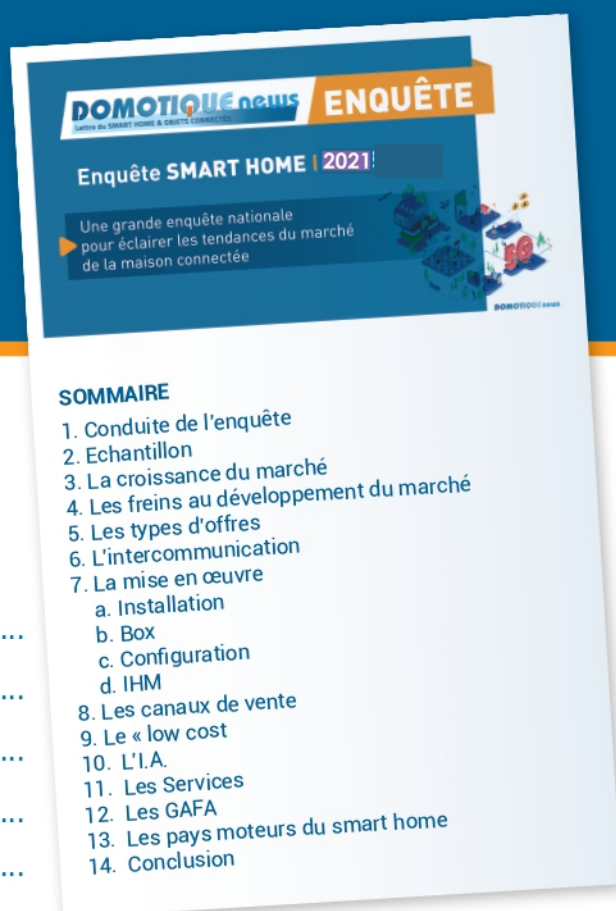 DOMOTIQUE news
Lettre du SMART HOME & OBJETS CONNECTÉS
ENQUÊTE
Enquête SMART HOME | 2021
Une grande enquête nationale
pour éclairer les tendances du marché
de la maison connectée
5G
DOMOTIQUE news
SOMMAIRE
1. Conduite de l'enquête
2. Echantillon
3. La croissance du marché
4. Les freins au développement du marché
5. Les types d'offres
6. L'intercommunication
7. La mise en œuvre
a. Installation
b. Box
c. Configuration
d. IHM
8. Les canaux de vente
9. Le « low cost
10. L'I.A.
11. Les Services
12. Les GAFA
13. Les pays moteurs du smart home
14. Conclusion
...
...
...
...
...